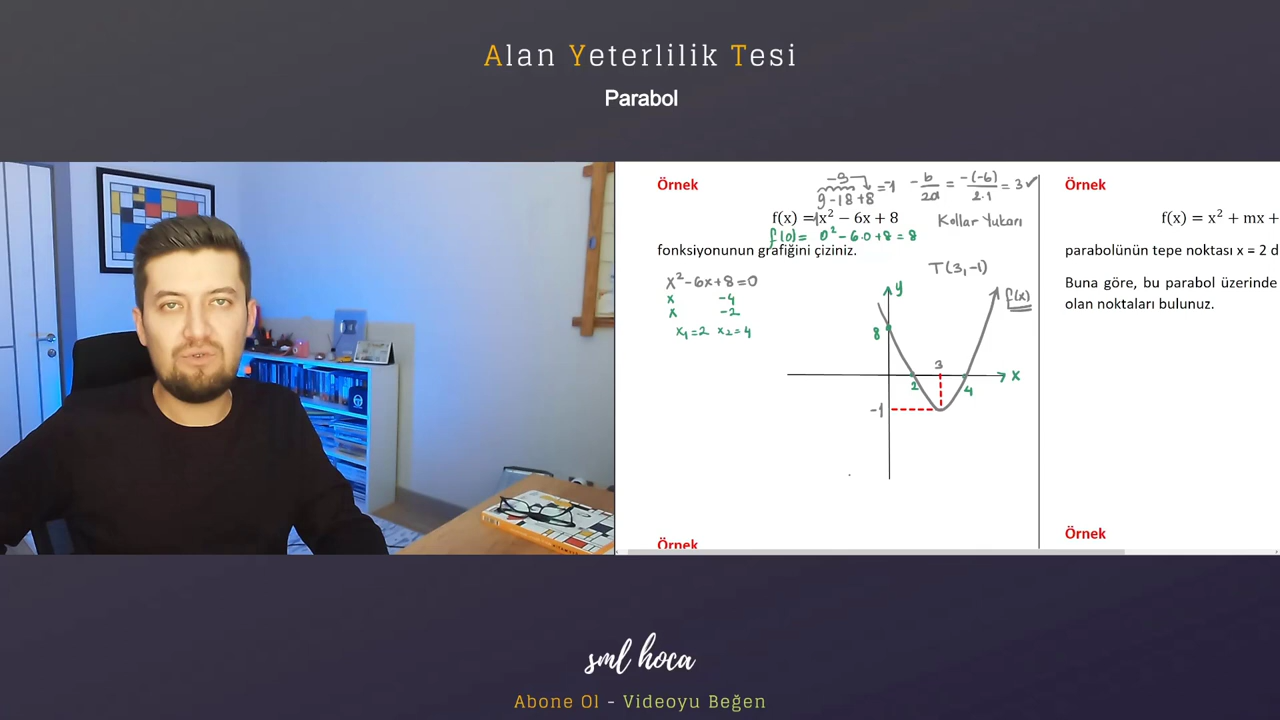 Alan Yeterlilik Tesi
Parabol
Örnek
-9
9-18+8=-1
-b/2a = -(-6)/2.1 = 3 ✓
f(x) = 1x² − 6x + 8
Kollar Yukarı
f(0) = 0² - 6.0 + 8 = 8
fonksiyonunun grafiğini çiziniz.
x² - 6x + 8 = 0
x -4
x -2
x₁ = 2 x₂ = 4
T(3,-1)
y
f(x)
8
3
x
2
4
-1
Örnek
Örnek
f(x) = x² + mx +
parabolünün tepe noktası x = 2 d
Buna göre, bu parabol üzerinde
olan noktaları bulunuz.
Örnek
sml hoca
Abone Ol - Videoyu Beğen